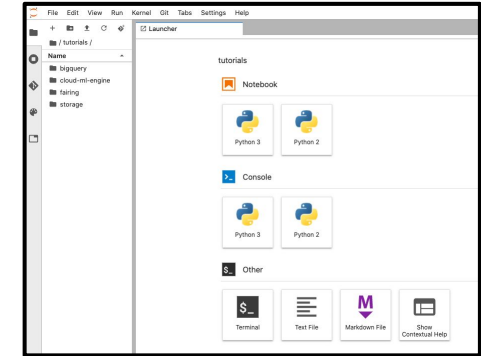 File Edit View Run Kernel Git Tabs Settings Help
Launcher
/ tutorials /
Name
bigquery
cloud-ml-engine
fairing
storage
tutorials
Notebook
Python 3 Python 2
>_ Console
Python 3 Python 2
$_ Other
$_ M
Terminal Text File Markdown File Show
Contextual Help